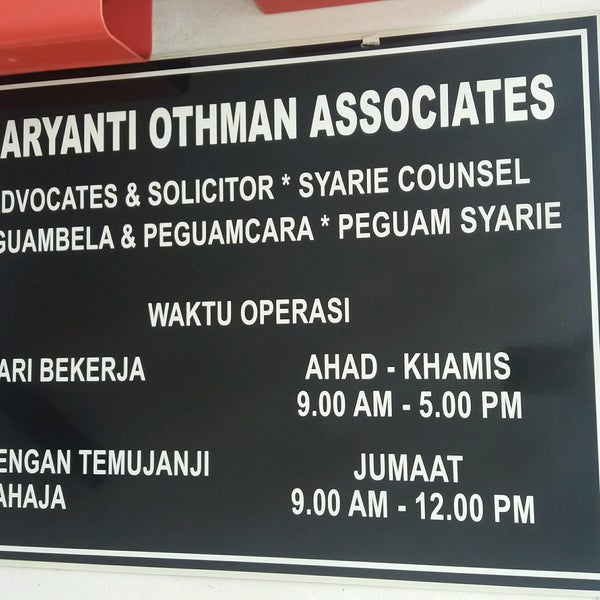 ARYANTI OTHMAN ASSOCIATES
DVOCATES & SOLICITOR * SYARIE COUNSEL
GUAMBELA & PEGUAMCARA * PEGUAM SYARIE
WAKTU OPERASI
ARI BEKERJA
AHAD - KHAMIS
9.00 AM - 5.00 PM
ENGAN TEMUJANJI
AHAJA
JUMAAT
9.00 AM - 12.00 PM